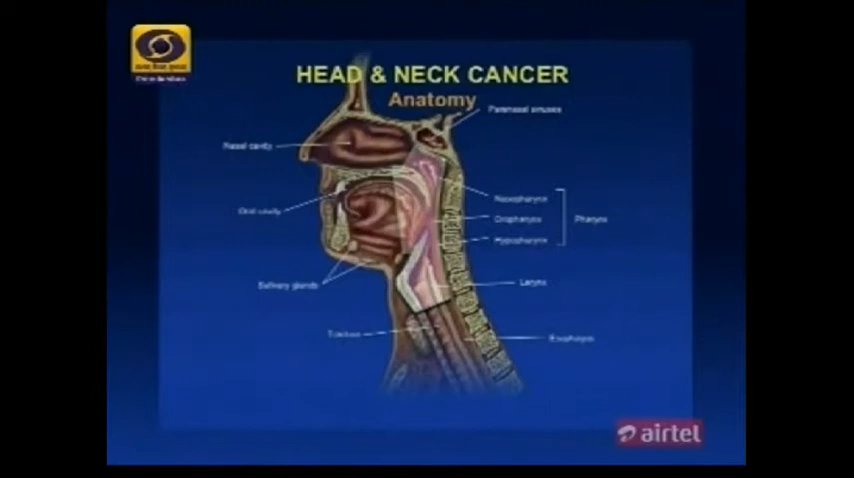 HEAD & NECK CANCER
Anatomy
Paranasal sinuses
Nasal cavity
Nasopharynx
Oral cavity
Oropharynx
Pharynx
Hypopharynx
Larynx
Salivary glands
Trachea
Esophagus
airtel